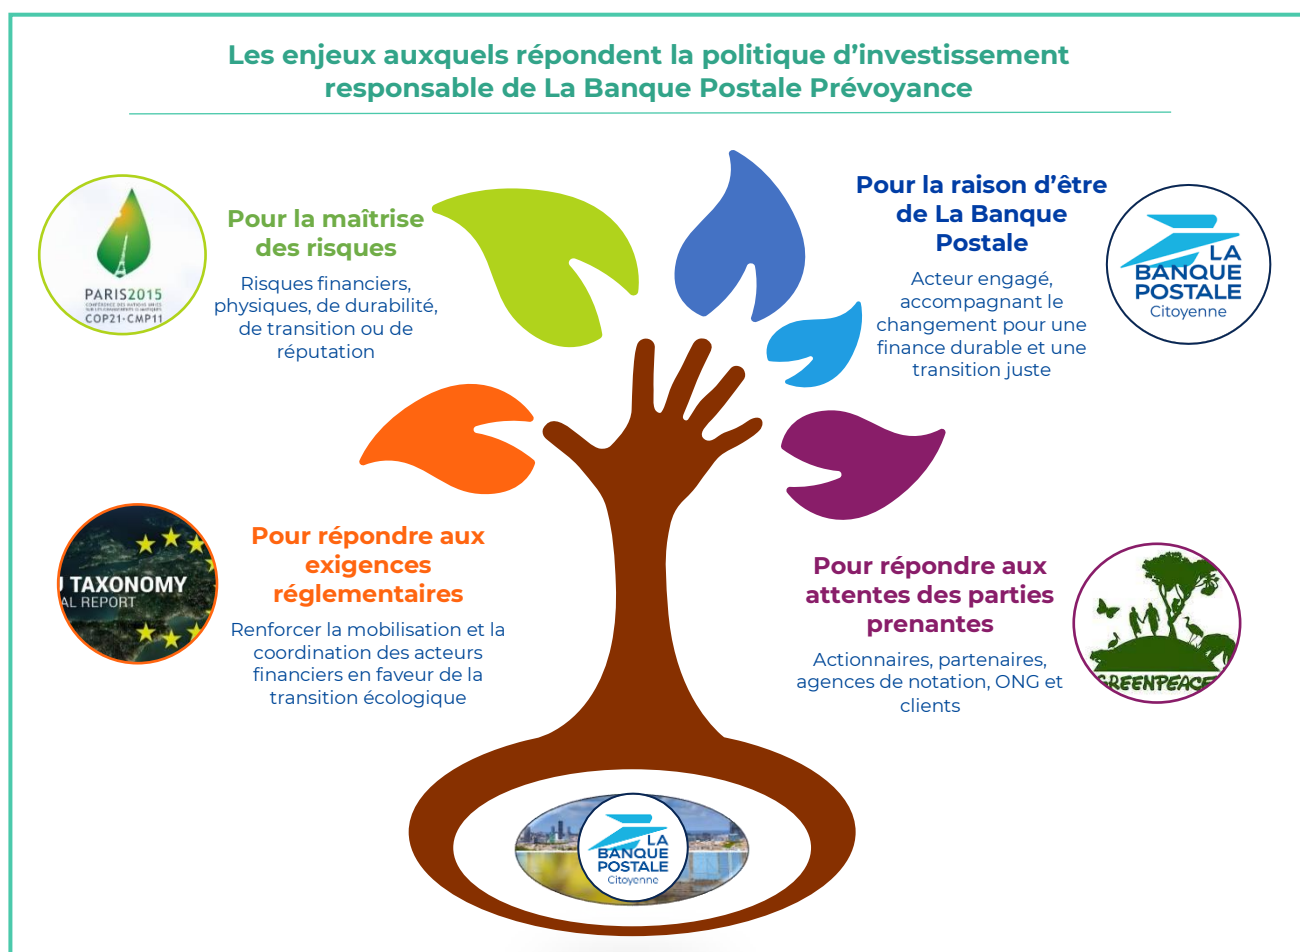 Les enjeux auxquels répondent la politique d'investissement
responsable de La Banque Postale Prévoyance
PARIS2015
COP21·CMP11
Pour la maîtrise
des risques
Risques financiers,
physiques, de durabilité,
de transition ou de
réputation
Pour la raison d'être
de La Banque
Postale
Acteur engagé,
accompagnant le
changement pour une
finance durable et une
transition juste
LA
BANQUE
POSTALE
Citoyenne
TAXONOMY
AL REPORT
Pour répondre aux
exigences
réglementaires
Renforcer la mobilisation et la
coordination des acteurs
financiers en faveur de la
transition écologique
Pour répondre aux
attentes des parties
prenantes
Actionnaires, partenaires,
agences de notation, ONG et
clients
GREENPEACE
LA
BANQUE
POSTALE
Citoyenne